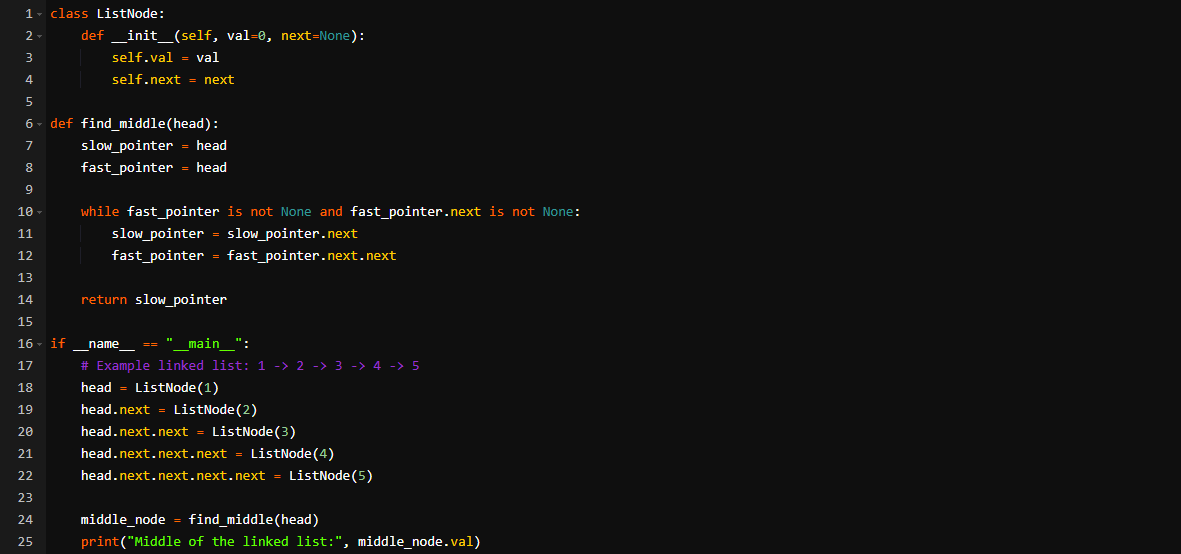 1 class ListNode:
2     def __init__(self, val=0, next=None):
3         self.val = val
4         self.next = next
5
6 def find_middle(head):
7     slow_pointer = head
8     fast_pointer = head
9
10     while fast_pointer is not None and fast_pointer.next is not None:
11         slow_pointer = slow_pointer.next
12         fast_pointer = fast_pointer.next.next
13
14     return slow_pointer
15
16 if __name__ == "__main__":
17     # Example linked list: 1 -> 2 -> 3 -> 4 -> 5
18     head = ListNode(1)
19     head.next = ListNode(2)
20     head.next.next = ListNode(3)
21     head.next.next.next = ListNode(4)
22     head.next.next.next.next = ListNode(5)
23
24     middle_node = find_middle(head)
25     print("Middle of the linked list:", middle_node.val)